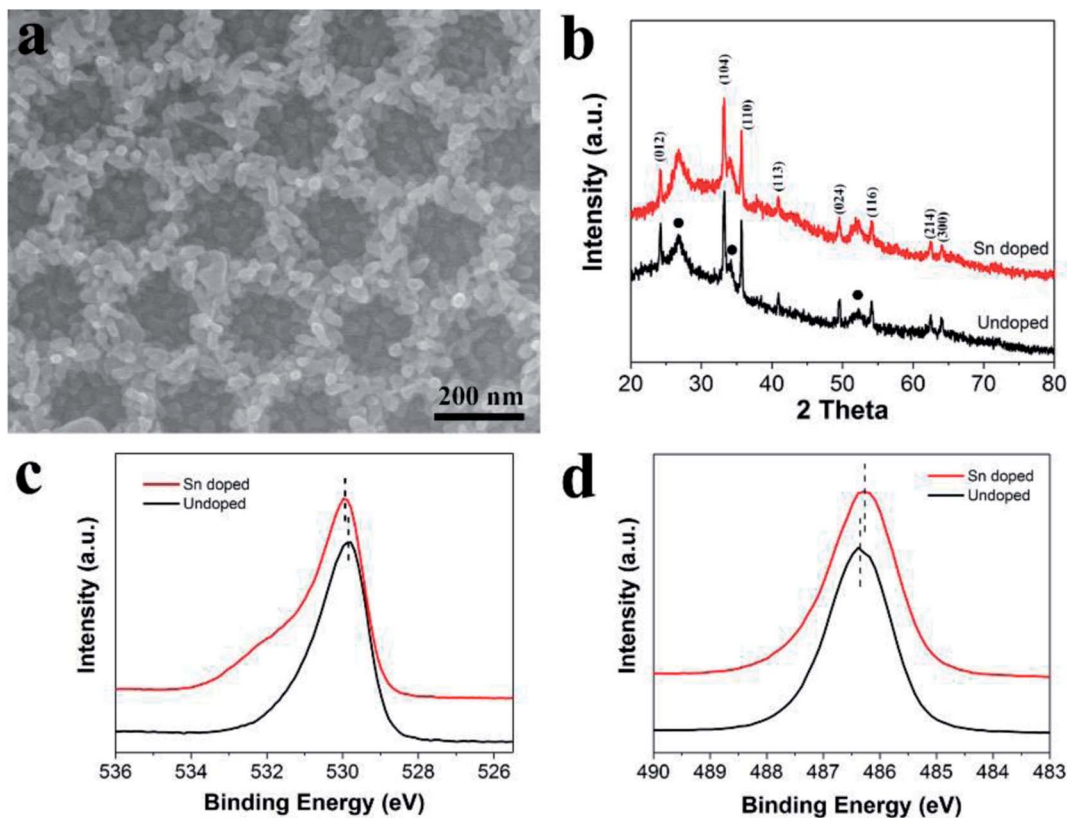 a
200 nm
b
Intensity (a.u.)
(012)
(104)
(110)
(113)
(024)
(116)
(214)
(300)
Sn doped
Undoped
20 30 40 50 60 70 80
2 Theta
c
Sn doped
Undoped
Intensity (a.u.)
536 534 532 530 528 526
Binding Energy (eV)
d
Sn doped
Undoped
Intensity (a.u.)
490 489 488 487 486 485 484 483
Binding Energy (eV)